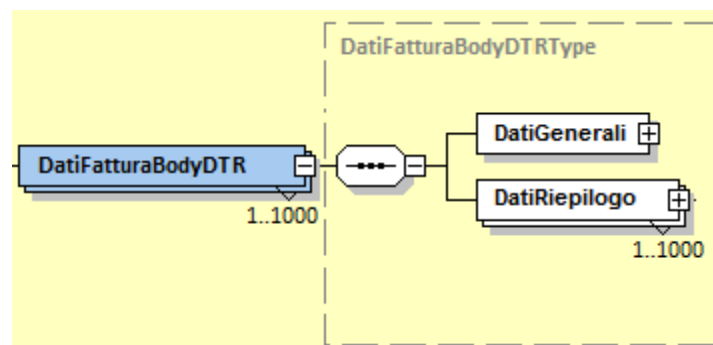 DatiFatturaBodyDTRType
DatiGenerali
DatiFatturaBodyDTR
1..1000
DatiRiepilogo
1..1000